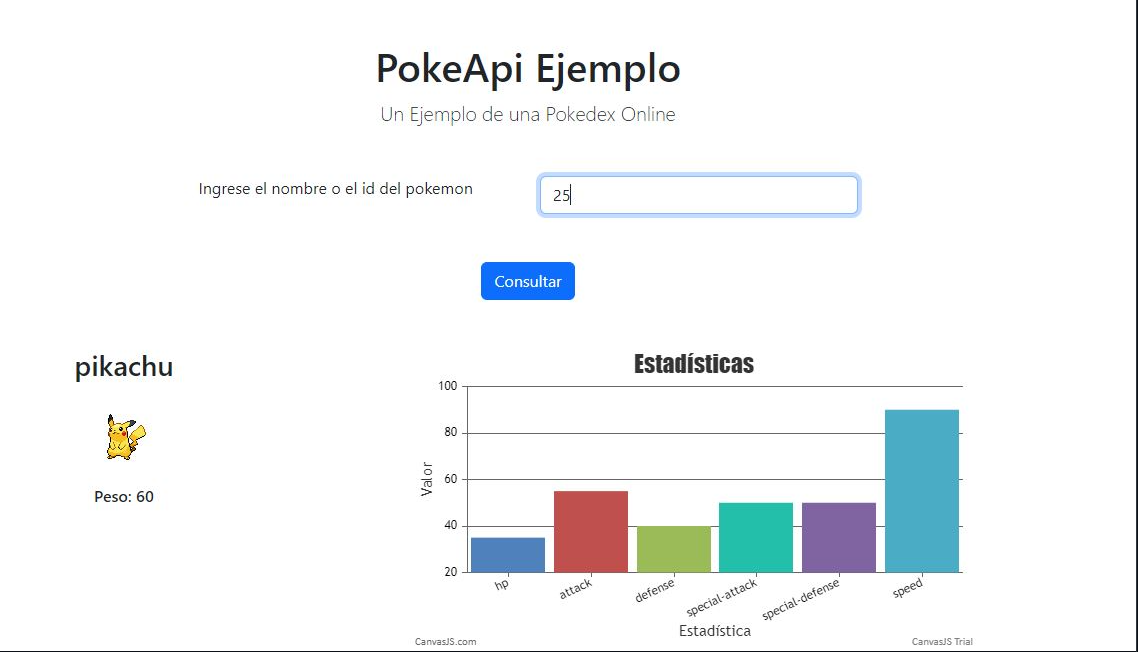 PokeApi Ejemplo
Un Ejemplo de una Pokedex Online
Ingrese el nombre o el id del pokemon
25
Consultar
pikachu
Peso: 60
Estadísticas
Valor
100
80
60
40
20
hp
attack
defense
special-attack
special-defense
speed
Estadística
CanvasJS.com
CanvasJS Trial